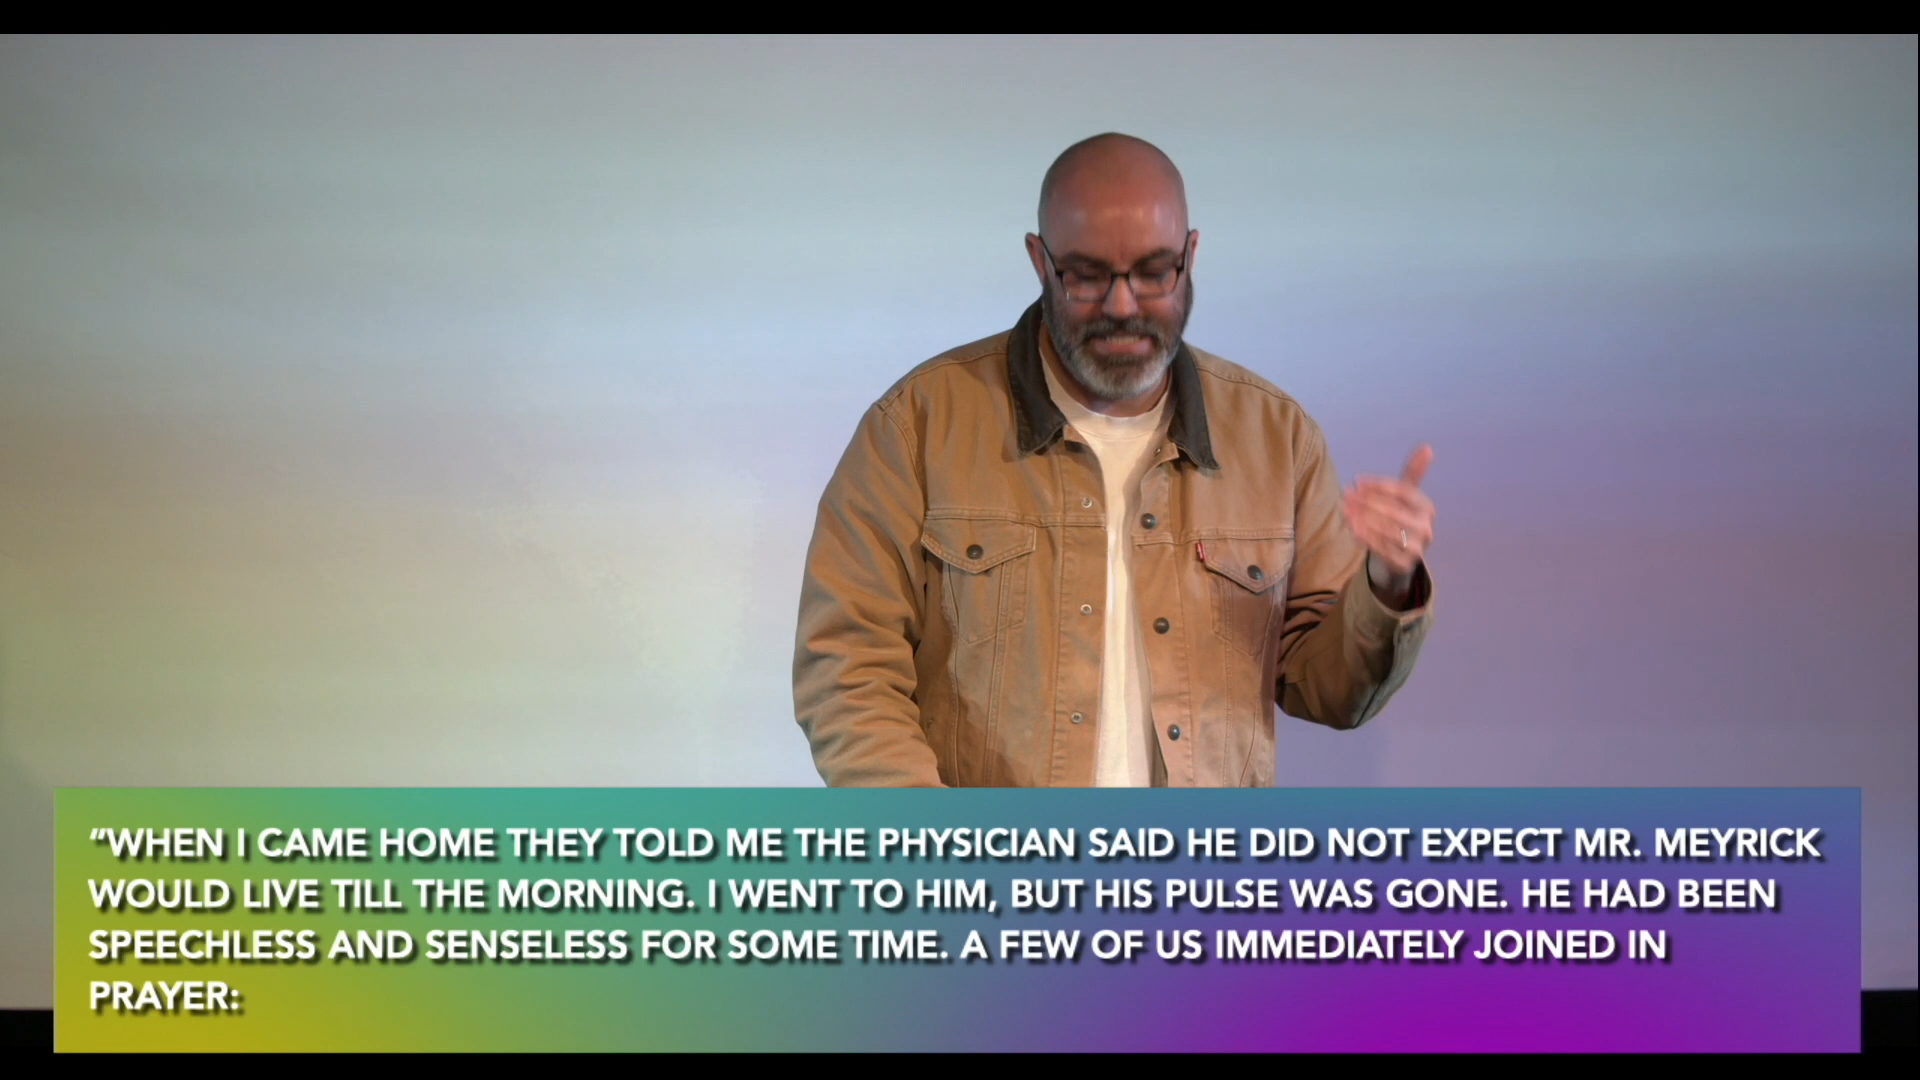 “WHEN I CAME HOME THEY TOLD ME THE PHYSICIAN SAID HE DID NOT EXPECT MR. MEYRICK
WOULD LIVE TILL THE MORNING. I WENT TO HIM, BUT HIS PULSE WAS GONE. HE HAD BEEN
SPEECHLESS AND SENSELESS FOR SOME TIME. A FEW OF US IMMEDIATELY JOINED IN
PRAYER: